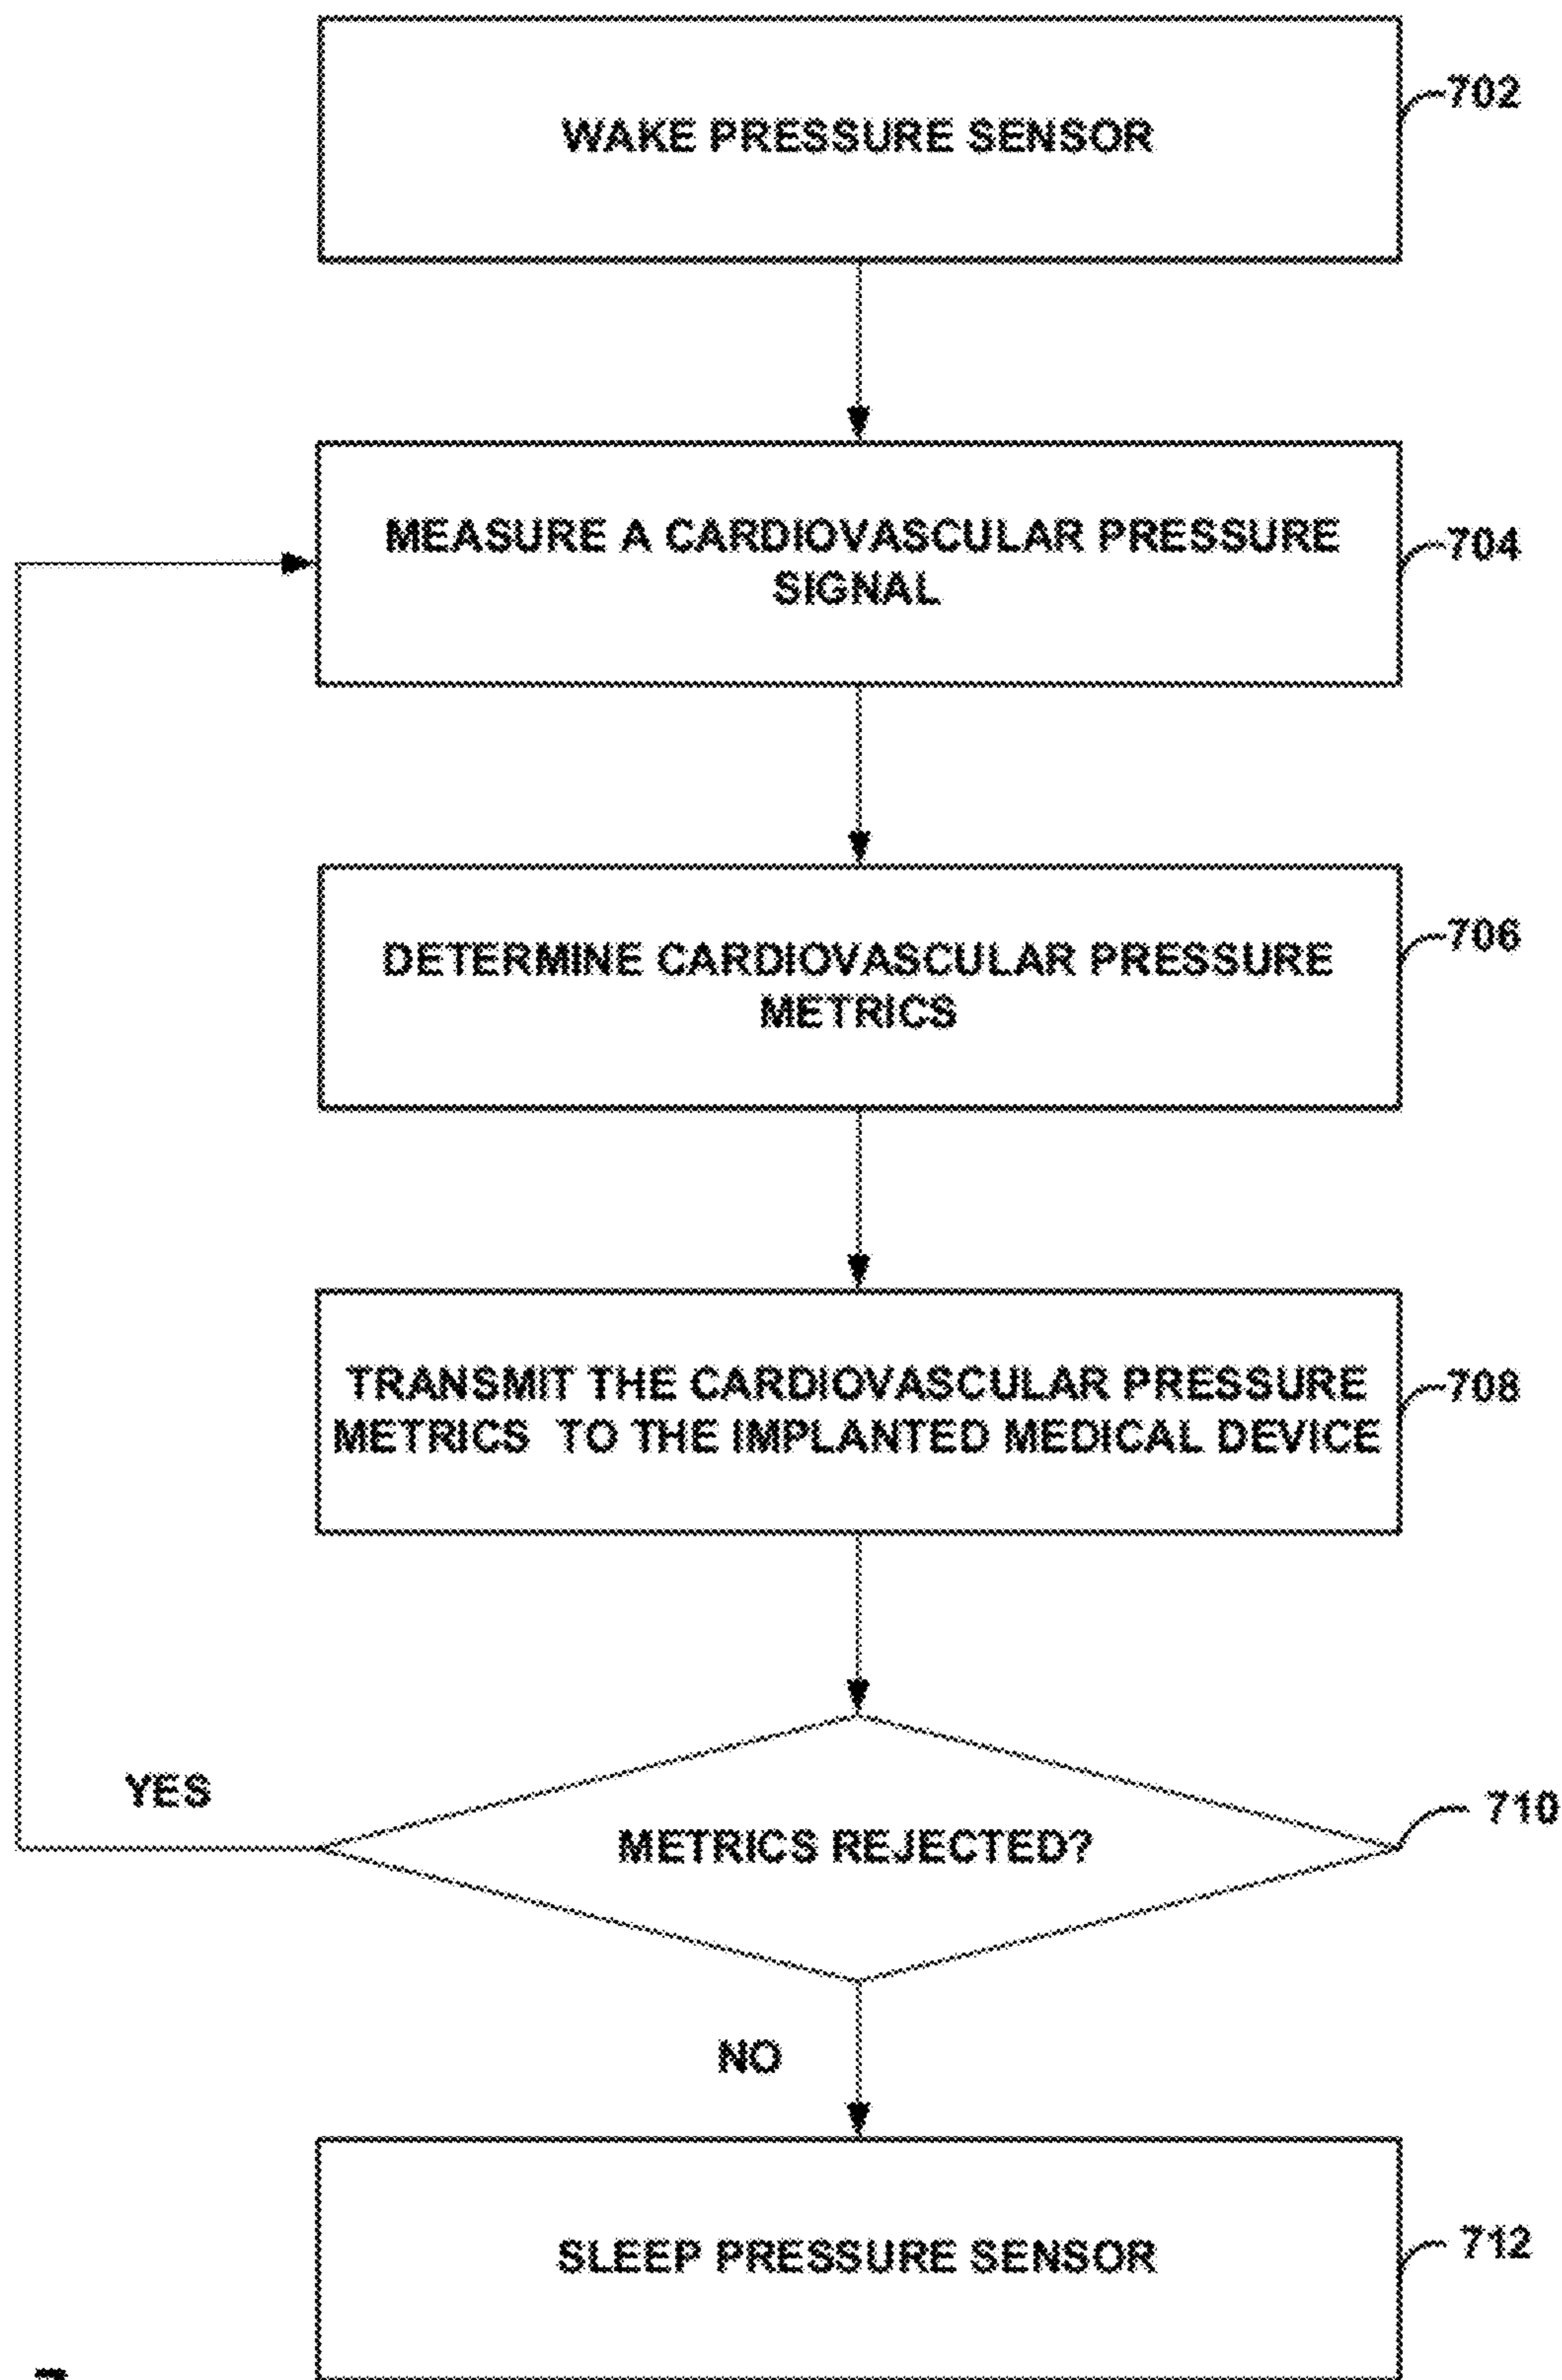 WAKE PRESSURE SENSOR
702
MEASURE A CARDIOVASCULAR PRESSURE
SIGNAL
704
DETERMINE CARDIOVASCULAR PRESSURE
METRICS
706
TRANSMIT THE CARDIOVASCULAR PRESSURE
METRICS TO THE IMPLANTED MEDICAL DEVICE
708
YES
METRICS REJECTED?
710
NO
SLEEP PRESSURE SENSOR
712